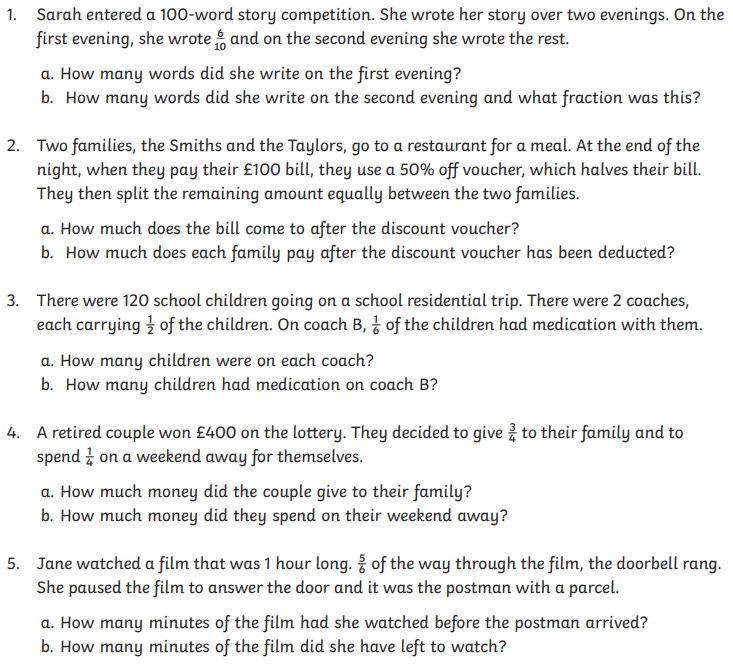 1. Sarah entered a 100-word story competition. She wrote her story over two evenings. On the
first evening, she wrote 6/10 and on the second evening she wrote the rest.
a. How many words did she write on the first evening?
b. How many words did she write on the second evening and what fraction was this?
2. Two families, the Smiths and the Taylors, go to a restaurant for a meal. At the end of the
night, when they pay their £100 bill, they use a 50% off voucher, which halves their bill.
They then split the remaining amount equally between the two families.
a. How much does the bill come to after the discount voucher?
b. How much does each family pay after the discount voucher has been deducted?
3. There were 120 school children going on a school residential trip. There were 2 coaches,
each carrying 1/2 of the children. On coach B, 1/6 of the children had medication with them.
a. How many children were on each coach?
b. How many children had medication on coach B?
4. A retired couple won £400 on the lottery. They decided to give 3/4 to their family and to
spend 1/4 on a weekend away for themselves.
a. How much money did the couple give to their family?
b. How much money did they spend on their weekend away?
5. Jane watched a film that was 1 hour long. 5/6 of the way through the film, the doorbell rang.
She paused the film to answer the door and it was the postman with a parcel.
a. How many minutes of the film had she watched before the postman arrived?
b. How many minutes of the film did she have left to watch?